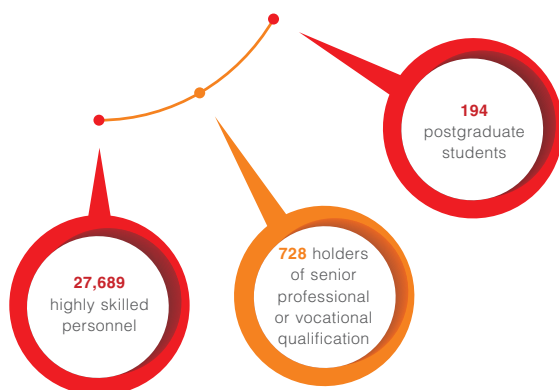 27,689
highly skilled
personnel
728 holders
of senior
professional
or vocational
qualification
194
postgraduate
students